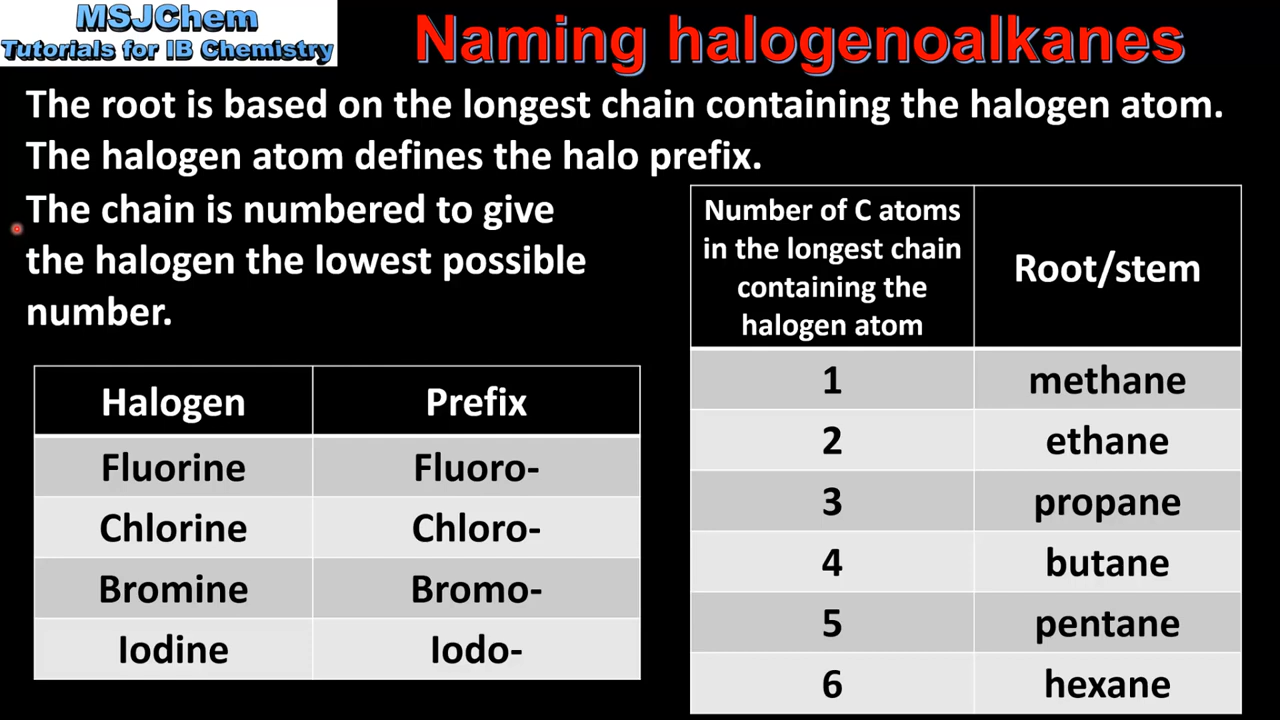 MSJChem
Tutorials for IB Chemistry
Naming halogenoalkanes
The root is based on the longest chain containing the halogen atom.
The halogen atom defines the halo prefix.
The chain is numbered to give
the halogen the lowest possible
number.
Halogen Prefix
Fluorine Fluoro-
Chlorine Chloro-
Bromine Bromo-
Iodine Iodo-
Number of C atoms
in the longest chain
containing the
halogen atom
Root/stem
1 methane
2 ethane
3 propane
4 butane
5 pentane
6 hexane